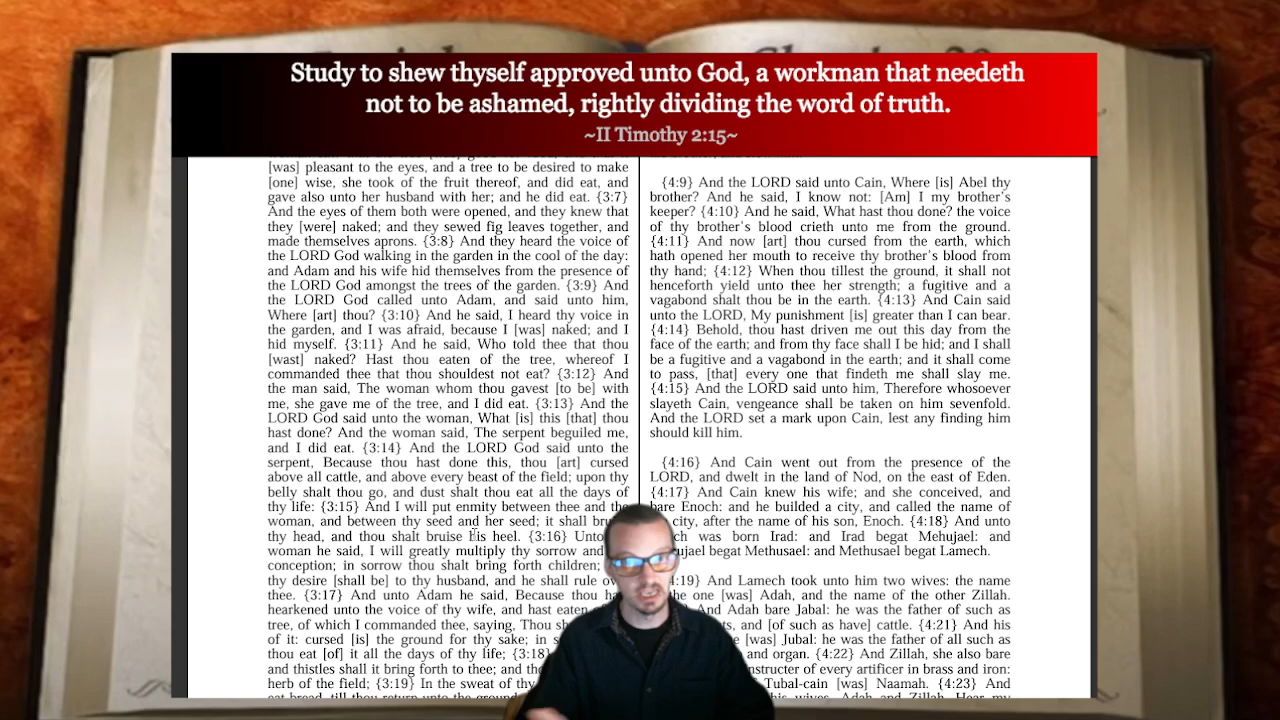 Study to shew thyself approved unto God, a workman that needeth
not to be ashamed, rightly dividing the word of truth.
~II Timothy 2:15~
[was] pleasant to the eyes, and a tree to be desired to make
[one] wise, she took of the fruit thereof, and did eat, and
gave also unto her husband with her; and he did eat. {3:7}
And the eyes of them both were opened, and they knew that
they [were] naked; and they sewed fig leaves together, and
made themselves aprons. {3:8} And they heard the voice of
the LORD God walking in the garden in the cool of the day:
and Adam and his wife hid themselves from the presence of
the LORD God amongst the trees of the garden. {3:9} And
the LORD God called unto Adam, and said unto him,
Where [art] thou? {3:10} And he said, I heard thy voice in
the garden, and I was afraid, because I [was] naked; and I
hid myself. {3:11} And he said, Who told thee that thou
[wast] naked? Hast thou eaten of the tree, whereof I
commanded thee that thou shouldest not eat? {3:12} And
the man said, The woman whom thou gavest [to be] with
me, she gave me of the tree, and I did eat. {3:13} And the
LORD God said unto the woman, What [is] this [that] thou
hast done? And the woman said, The serpent beguiled me,
and I did eat. {3:14} And the LORD God said unto the
serpent, Because thou hast done this, thou [art] cursed
above all cattle, and above every beast of the field; upon thy
belly shalt thou go, and dust shalt thou eat all the days of
thy life: {3:15} And I will put enmity between thee and the
woman, and between thy seed and her seed; it shall
thy head, and thou shalt bruise his heel. {3:16} Unto
woman he said, I will greatly multiply thy sorrow and
conception; in sorrow thou shalt bring forth children;
thy desire [shall be] to thy husband, and he shall rule
thee. {3:17} And unto Adam he said, Because thou
hearkened unto the voice of thy wife, and hast eaten
tree, of which I commanded thee, saying, Thou
of it: cursed [is] the ground for thy sake; in
thou eat [of] it all the days of thy life; {3:18}
and thistles shall it bring forth to thee; and
herb of the field; {3:19} In the sweat of thy
eat bread, till thou return unto the ground
{4:9} And the LORD said unto Cain, Where [is] Abel thy
brother? And he said, I know not: [Am] I my brother's
keeper? {4:10} And he said, What hast thou done? the voice
of thy brother's blood crieth unto me from the ground.
{4:11} And now [art] thou cursed from the earth, which
hath opened her mouth to receive thy brother's blood from
thy hand; {4:12} When thou tillest the ground, it shall not
henceforth yield unto thee her strength; a fugitive and a
vagabond shalt thou be in the earth. {4:13} And Cain said
unto the LORD, My punishment [is] greater than I can bear.
{4:14} Behold, thou hast driven me out this day from the
face of the earth; and from thy face shall I be hid; and I shall
be a fugitive and a vagabond in the earth; and it shall come
to pass, [that] every one that findeth me shall slay me.
{4:15} And the LORD said unto him, Therefore whosoever
slayeth Cain, vengeance shall be taken on him sevenfold.
And the LORD set a mark upon Cain, lest any finding him
should kill him.
{4:16} And Cain went out from the presence of the
LORD, and dwelt in the land of Nod, on the east of Eden.
{4:17} And Cain knew his wife; and she conceived, and
bare Enoch: and he builded a city, and called the name of
city, after the name of his son, Enoch. {4:18} And unto
was born Irad: and Irad begat Mehujael: and
begat Methusael: and Methusael begat Lamech.
And Lamech took unto him two wives: the name
the one [was] Adah, and the name of the other Zillah.
And Adah bare Jabal: he was the father of such as
and [of such as have] cattle. {4:21} And his
[was] Jubal: he was the father of all such as
and organ. {4:22} And Zillah, she also bare
of every artificer in brass and iron:
Tubal-cain [was] Naamah. {4:23} And
his wives, Adah and Zillah, Hear my